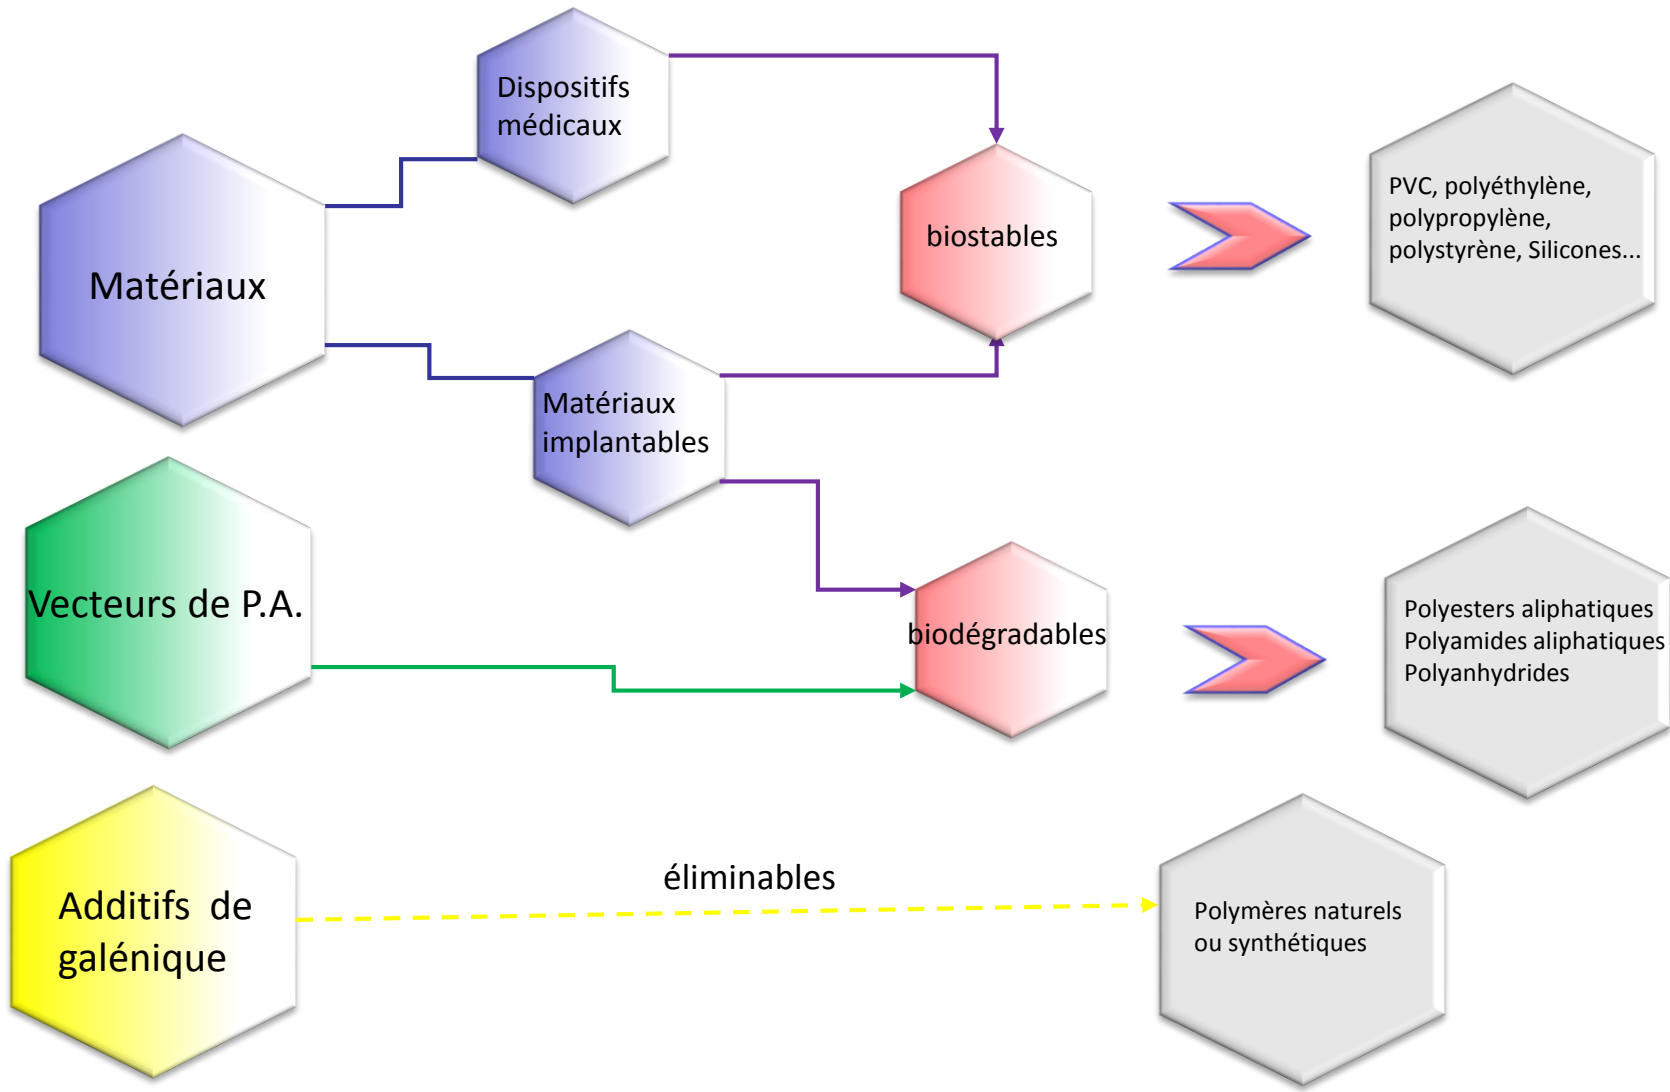 Dispositifs
médicaux
Matériaux
biostables
PVC, polyéthylène,
polypropylène,
polystyrène, Silicones...
Matériaux
implantables
Vecteurs de P.A.
biodégradables
Polyesters aliphatiques
Polyamides aliphatiques
Polyanhydrides
Additifs de
galénique
éliminables
Polymères naturels
ou synthétiques